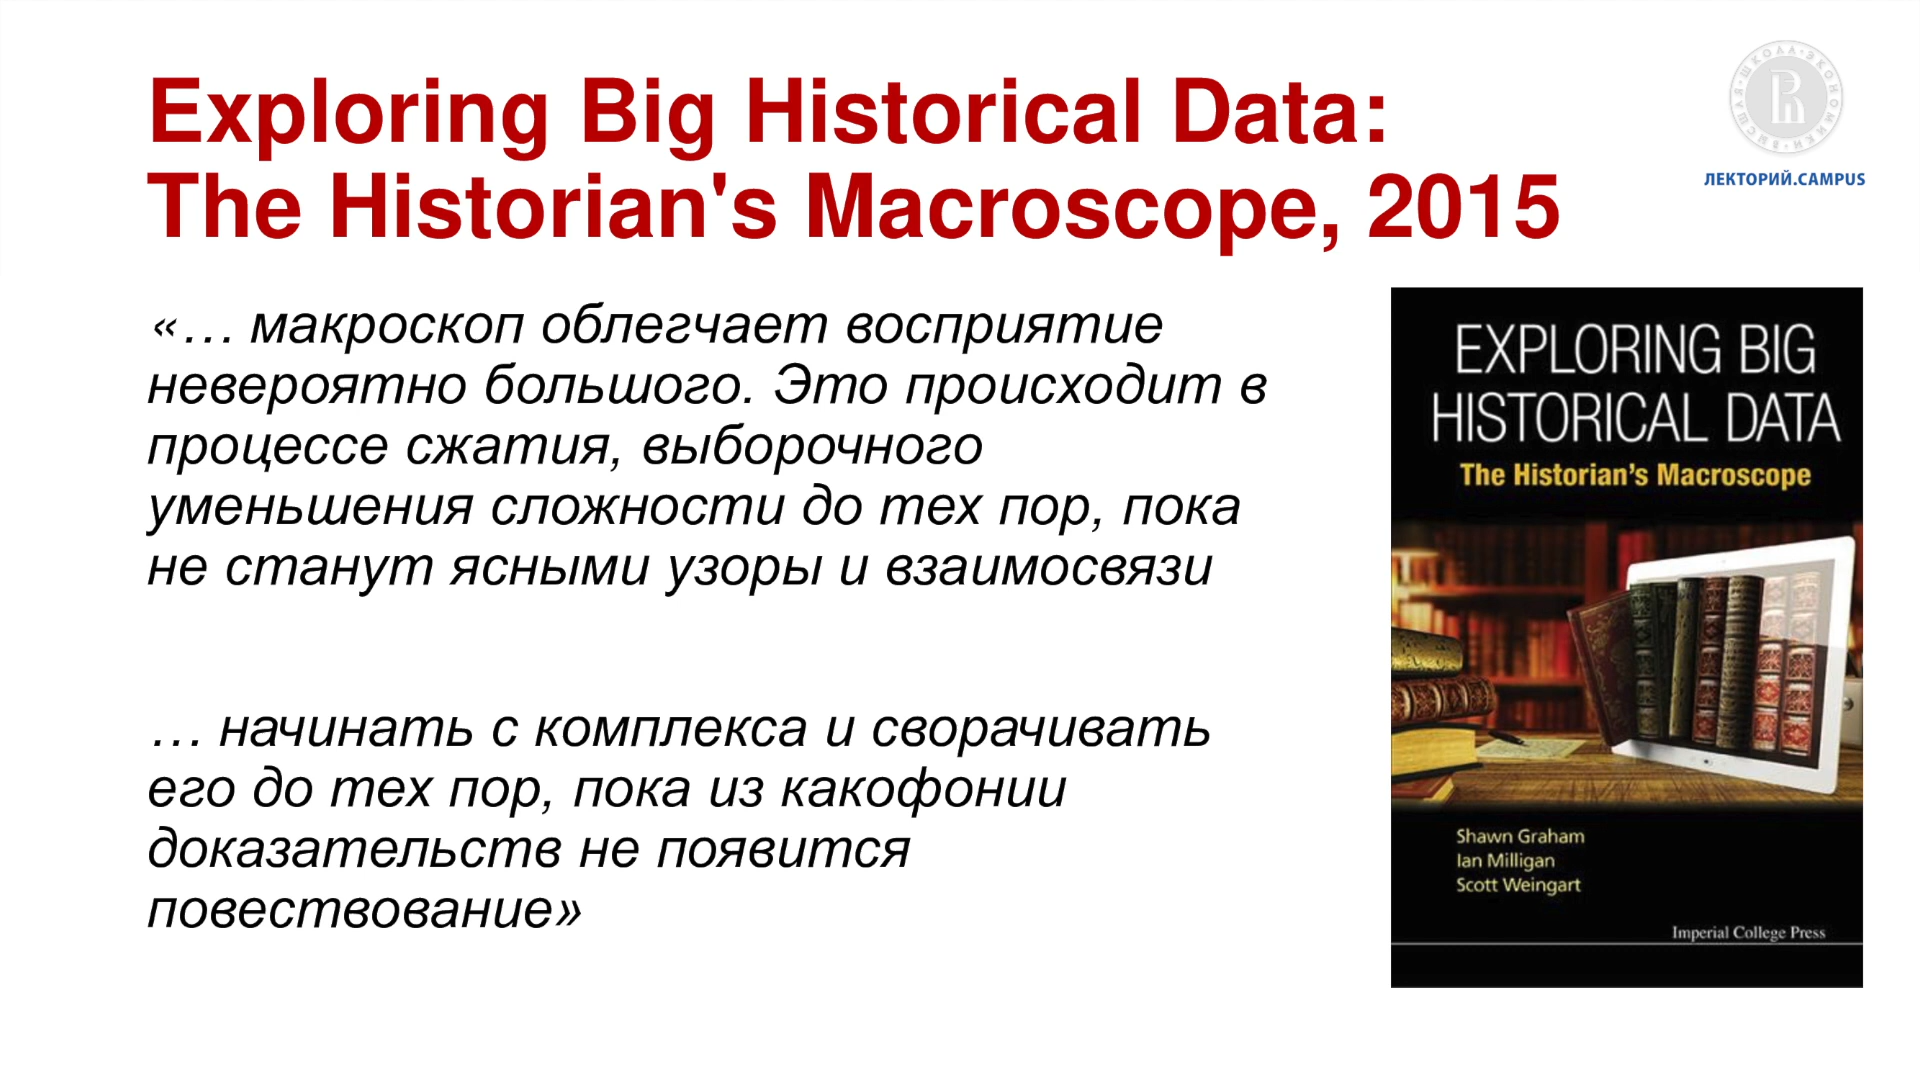 Exploring Big Historical Data:
The Historian's Macroscope, 2015
ВЫСШАЯ ШКОЛА ЭКОНОМИКИ
ЛЕКТОРИЙ.CAMPUS
«… макроскоп облегчает восприятие
невероятно большого. Это происходит в
процессе сжатия, выборочного
уменьшения сложности до тех пор, пока
не станут ясными узоры и взаимосвязи
… начинать с комплекса и сворачивать
его до тех пор, пока из какофонии
доказательств не появится
повествование»
EXPLORING BIG
HISTORICAL DATA
The Historian's Macroscope
Shawn Graham
Ian Milligan
Scott Weingart
Imperial College Press